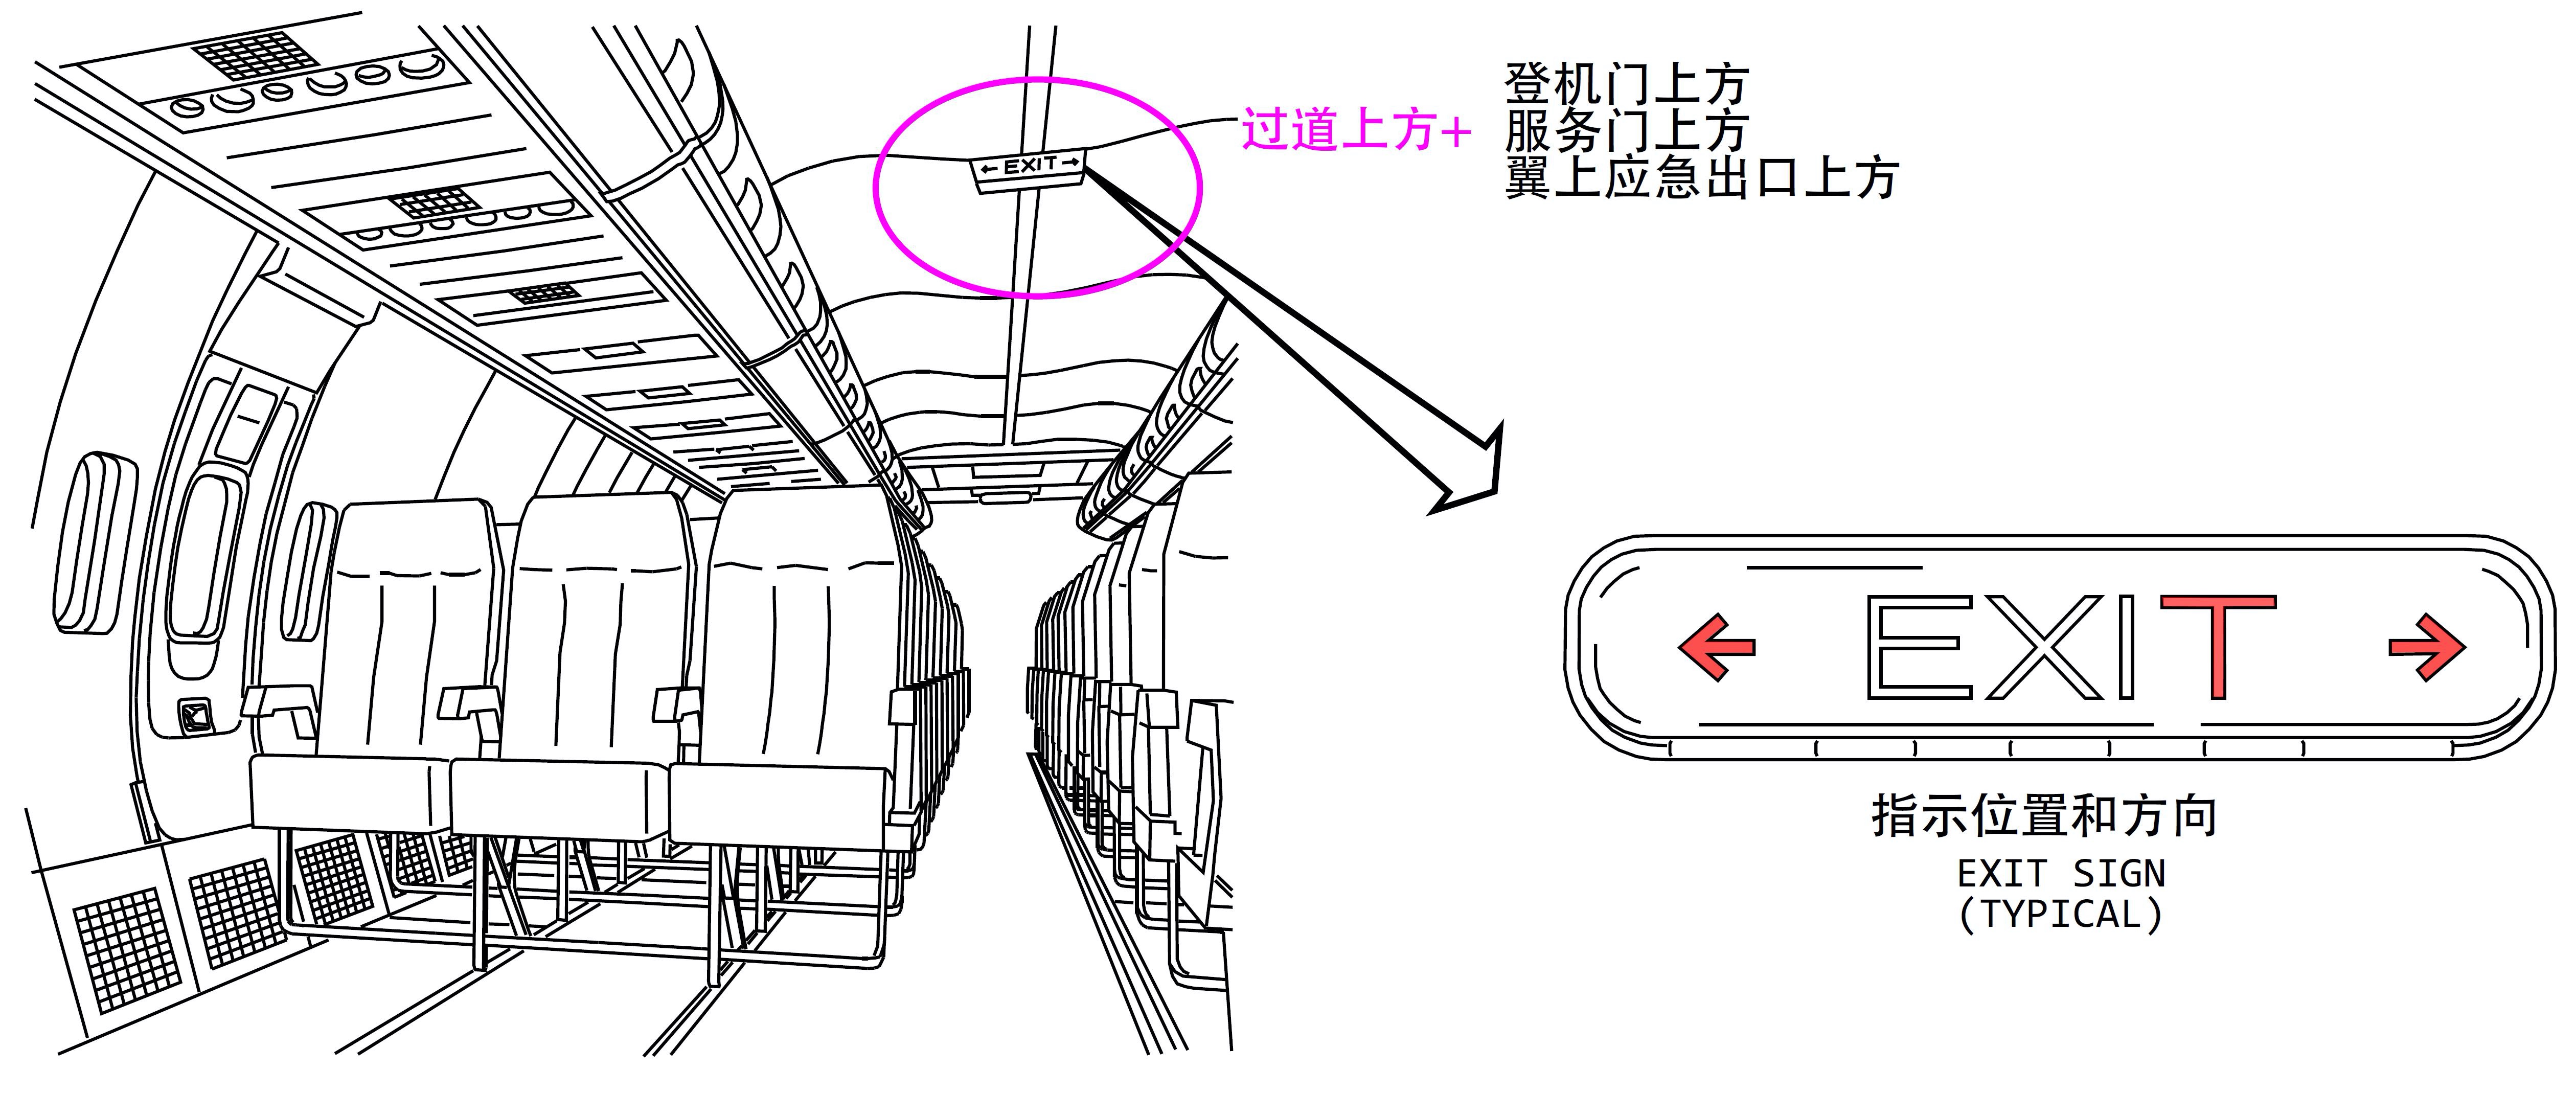 登机门上方
过道上方+ 服务门上方
翼上应急出口上方
← EXIT →
← EXIT →
指示位置和方向
EXIT SIGN
(TYPICAL)